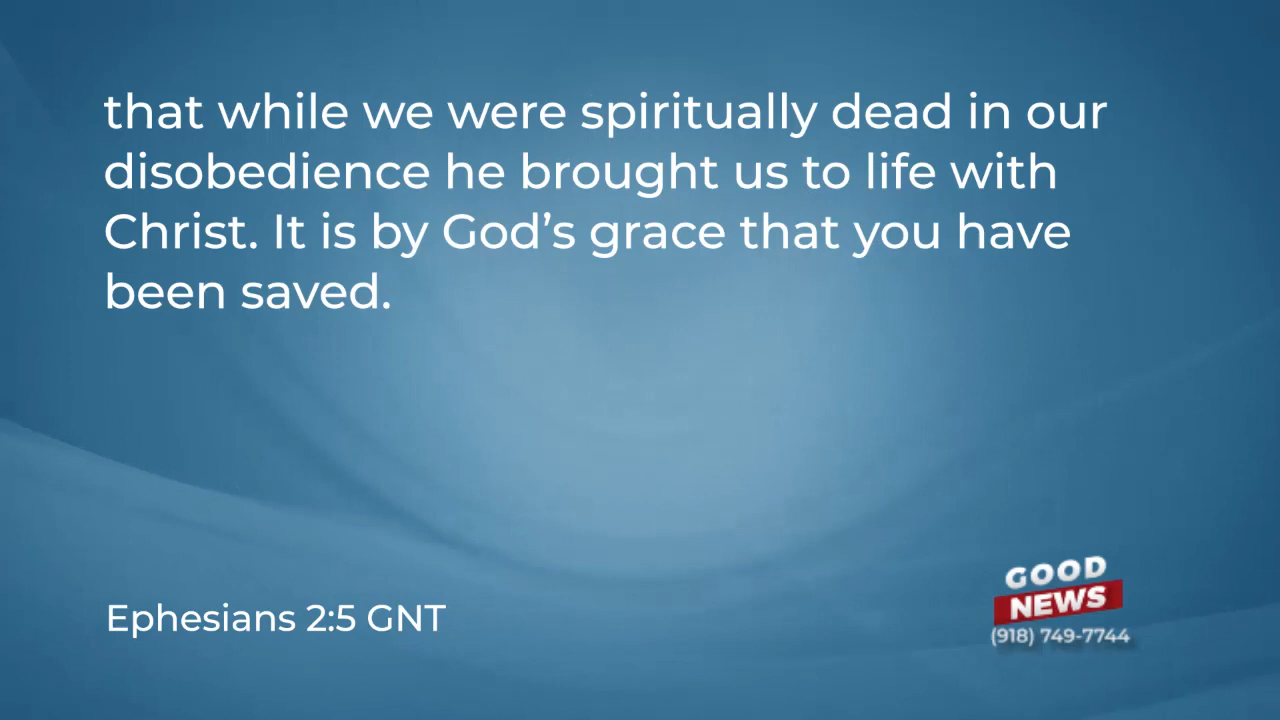 that while we were spiritually dead in our
disobedience he brought us to life with
Christ. It is by God’s grace that you have
been saved.
Ephesians 2:5 GNT
GOOD
NEWS
(918) 749-7744